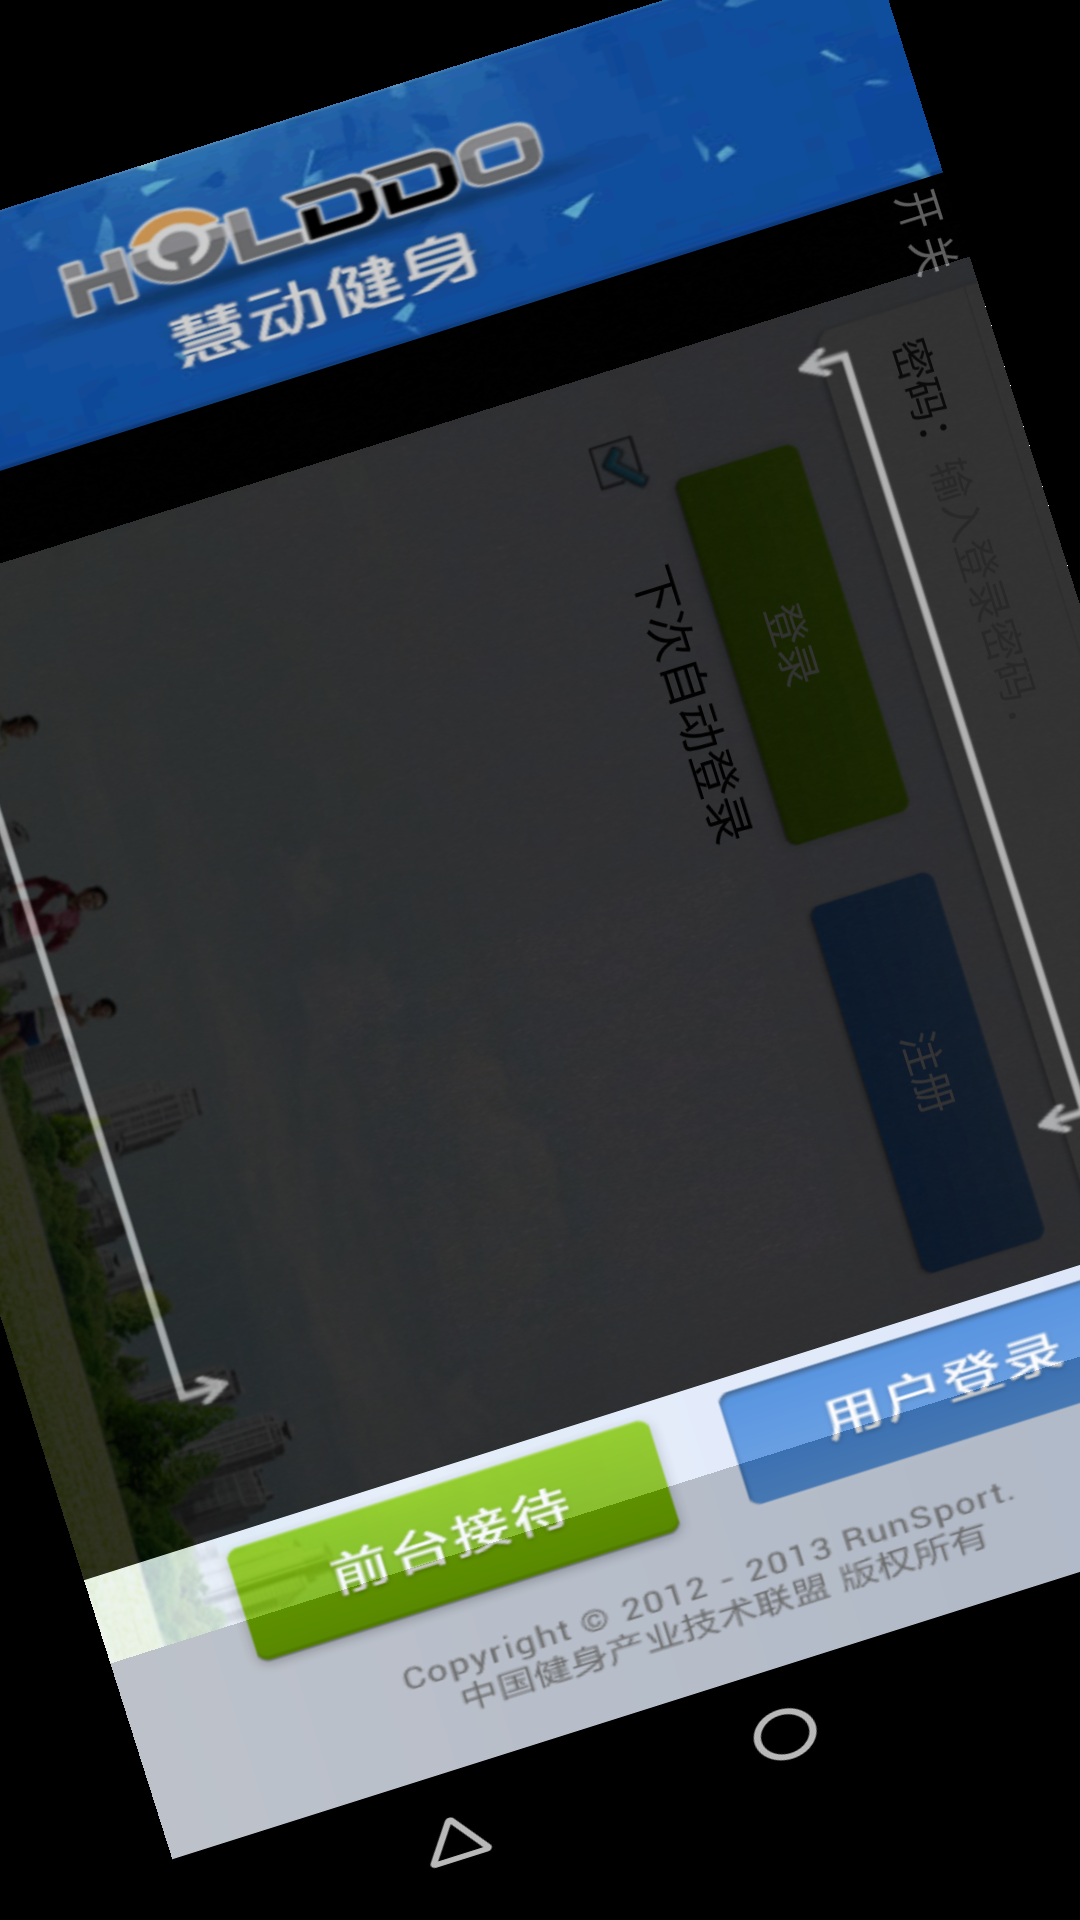 HOLDDO
慧动健身
开关
密码：
输入登录密码.
登录
下次自动登录
注册
用户登录
前台接待
Copyright © 2012 - 2013 RunSport.
中国健身产业技术联盟 版权所有